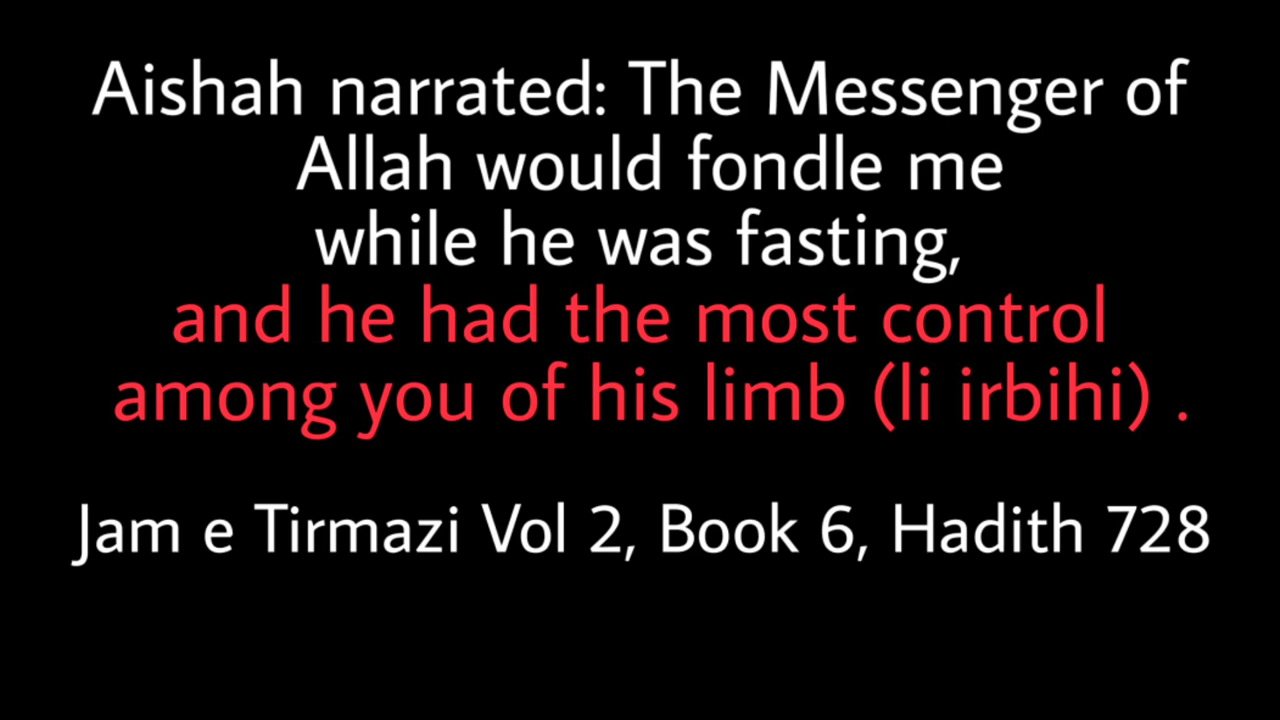 Aishah narrated: The Messenger of
Allah would fondle me
while he was fasting,
and he had the most control
among you of his limb (li irbihi) .
Jam e Tirmazi Vol 2, Book 6, Hadith 728